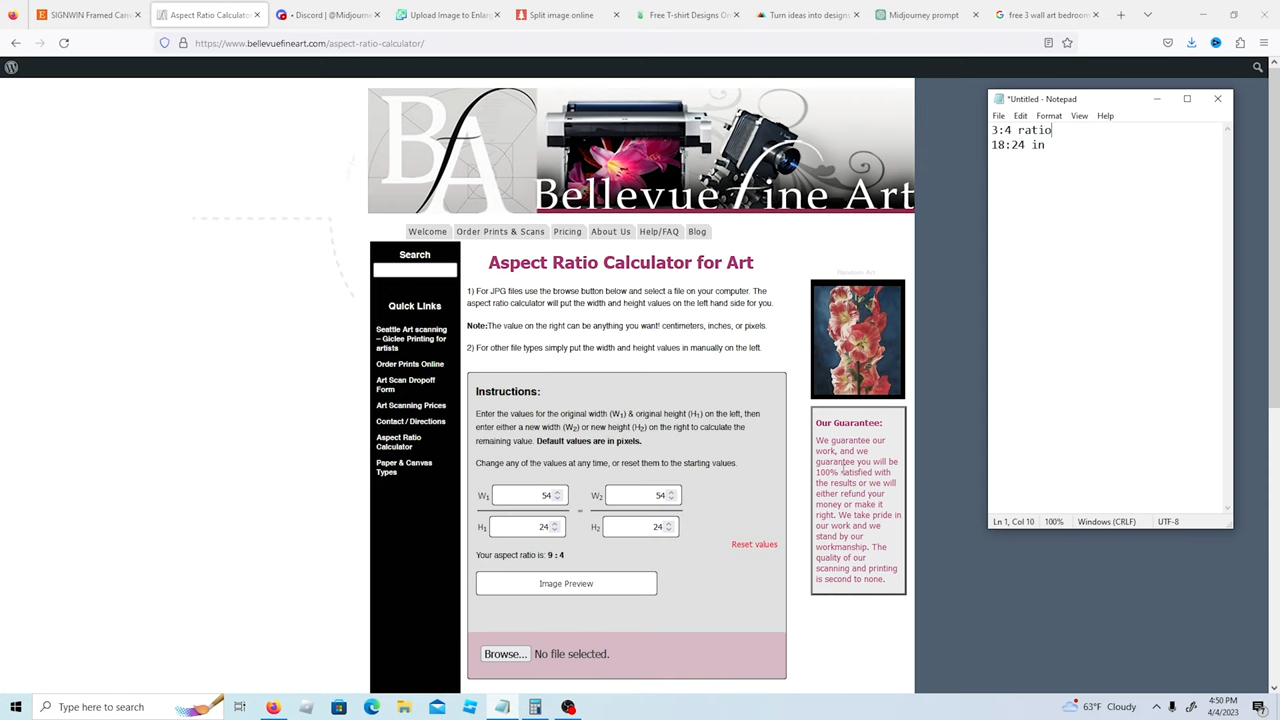 SIGNWIN Framed Canv
Aspect Ratio Calculator
• Discord | @Midjourne
Upload Image to Enlarg
Split image online
Free T-shirt Designs On
Turn ideas into designs
Midjourney prompt
free 3 wall art bedroom
https://www.bellevuefineart.com/aspect-ratio-calculator/
BA
Bellevue Fine Art
Welcome
Order Prints & Scans
Pricing
About Us
Help/FAQ
Blog
Search
Quick Links
Seattle Art scanning
– Giclee Printing for
artists
Order Prints Online
Art Scan Dropoff
Form
Art Scanning Prices
Contact / Directions
Aspect Ratio
Calculator
Paper & Canvas
Types
Aspect Ratio Calculator for Art
1) For JPG files use the browse button below and select a file on your computer. The
aspect ratio calculator will put the width and height values on the left hand side for you.
Note:The value on the right can be anything you want! centimeters, inches, or pixels.
2) For other file types simply put the width and height values in manually on the left.
Instructions:
Enter the values for the original width (W1) & original height (H1) on the left, then
enter either a new width (W2) or new height (H2) on the right to calculate the
remaining value. Default values are in pixels.
Change any of the values at any time, or reset them to the starting values.
W1 54 W2 54
=
H1 24 H2 24
Reset values
Your aspect ratio is: 9 : 4
Image Preview
Browse... No file selected.
Random Art
Our Guarantee:
We guarantee our
work, and we
guarantee you will be
100% satisfied with
the results or we will
either refund your
money or make it
right. We take pride in
our work and we
stand by our
workmanship. The
quality of our
scanning and printing
is second to none.
*Untitled - Notepad
File Edit Format View Help
3:4 ratio
18:24 in
Ln 1, Col 10 100% Windows (CRLF) UTF-8
Type here to search
63°F Cloudy
4:50 PM
4/4/2023
7